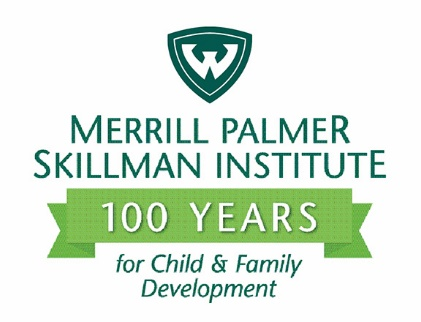 W
MERRILL PALMER
SKILLMAN INSTITUTE
100 YEARS
for Child & Family
Development